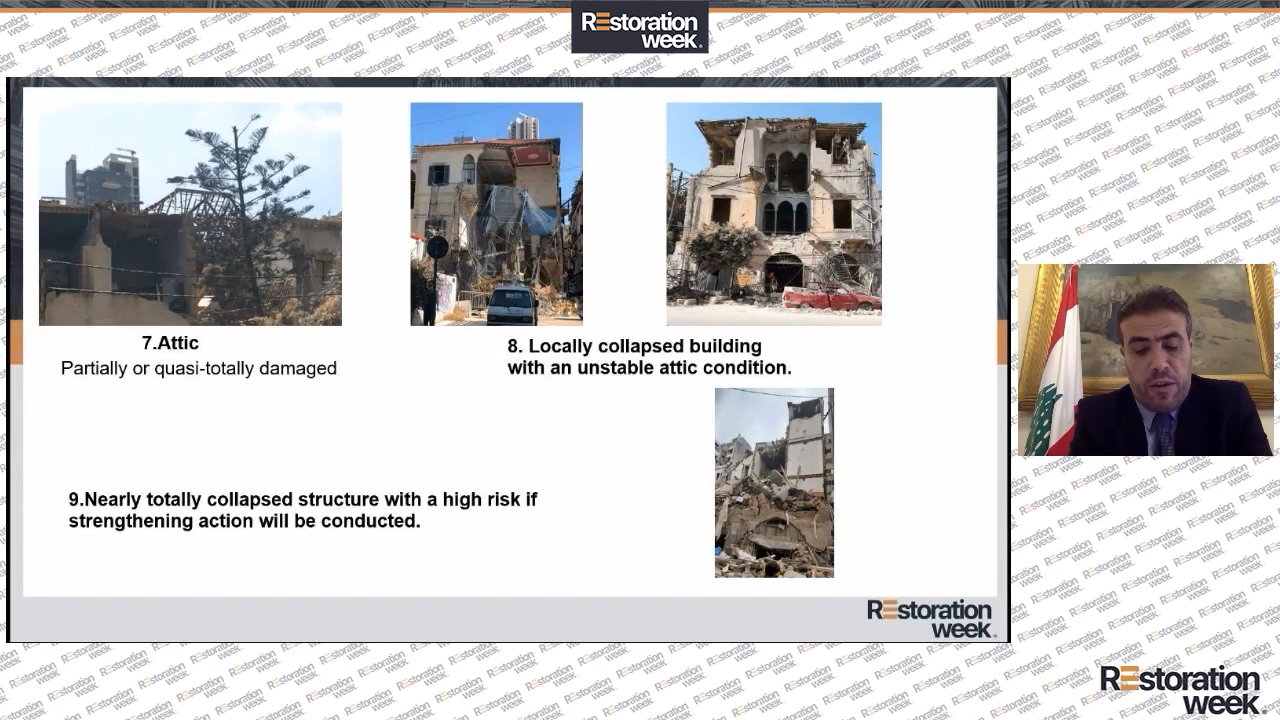 REstoration
week.
7.Attic
Partially or quasi-totally damaged
8. Locally collapsed building
with an unstable attic condition.
9.Nearly totally collapsed structure with a high risk if
strengthening action will be conducted.
REstoration
week.
REstoration
week.